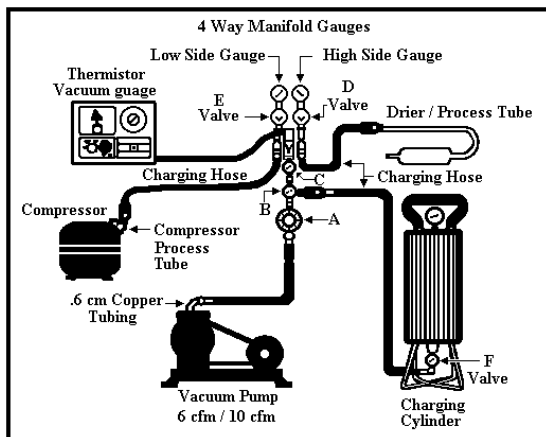 4 Way Manifold Gauges
Low Side Gauge
High Side Gauge
Thermistor
Vacuum guage
E
Valve
D
Valve
Drier / Process Tube
Charging Hose
C
Charging Hose
B
A
Compressor
Compressor
Process
Tube
.6 cm Copper
Tubing
F
Valve
Vacuum Pump
6 cfm / 10 cfm
Charging
Cylinder